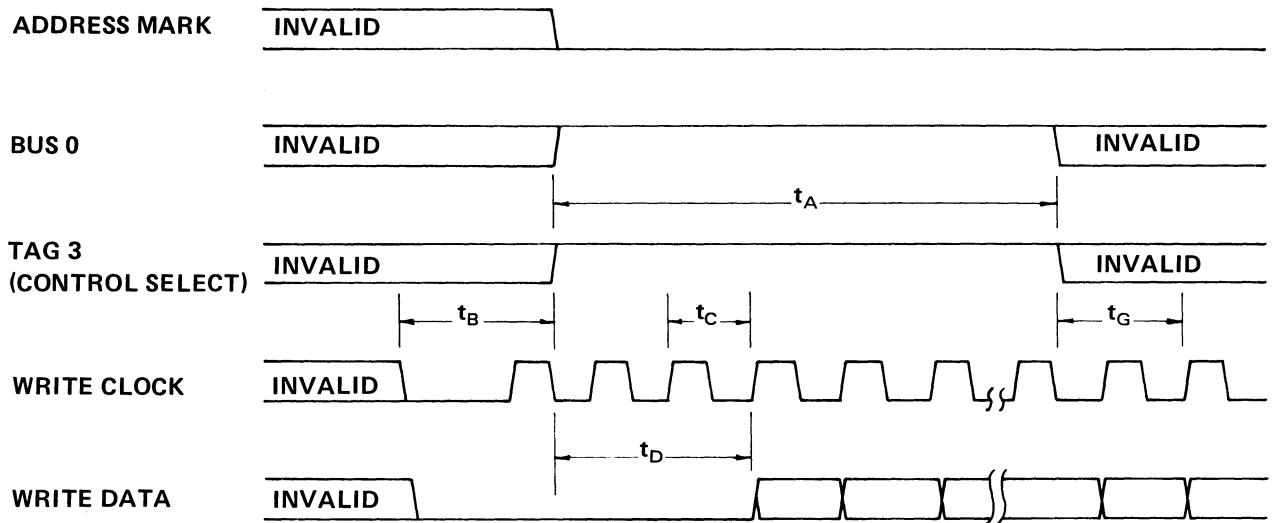 ADDRESS MARK INVALID
BUS 0 INVALID INVALID
tA
TAG 3
(CONTROL SELECT) INVALID INVALID
tB tC tG
WRITE CLOCK INVALID
tD
WRITE DATA INVALID